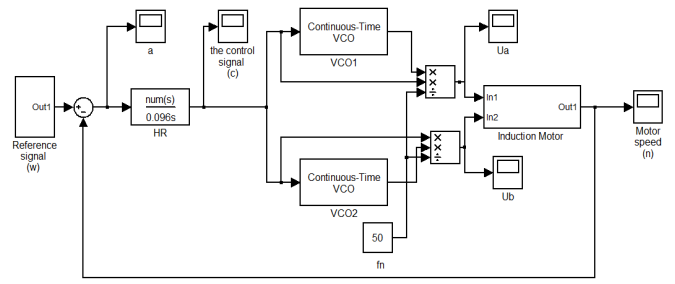 Out1
Reference
signal
(w)
+
-
a
num(s)
0.096s
HR
the control
signal
(c)
Continuous-Time
VCO
VCO1
Continuous-Time
VCO
VCO2
50
fn
×
×
÷
×
×
÷
Ua
Ub
In1
In2
Out1
Induction Motor
Motor
speed
(n)